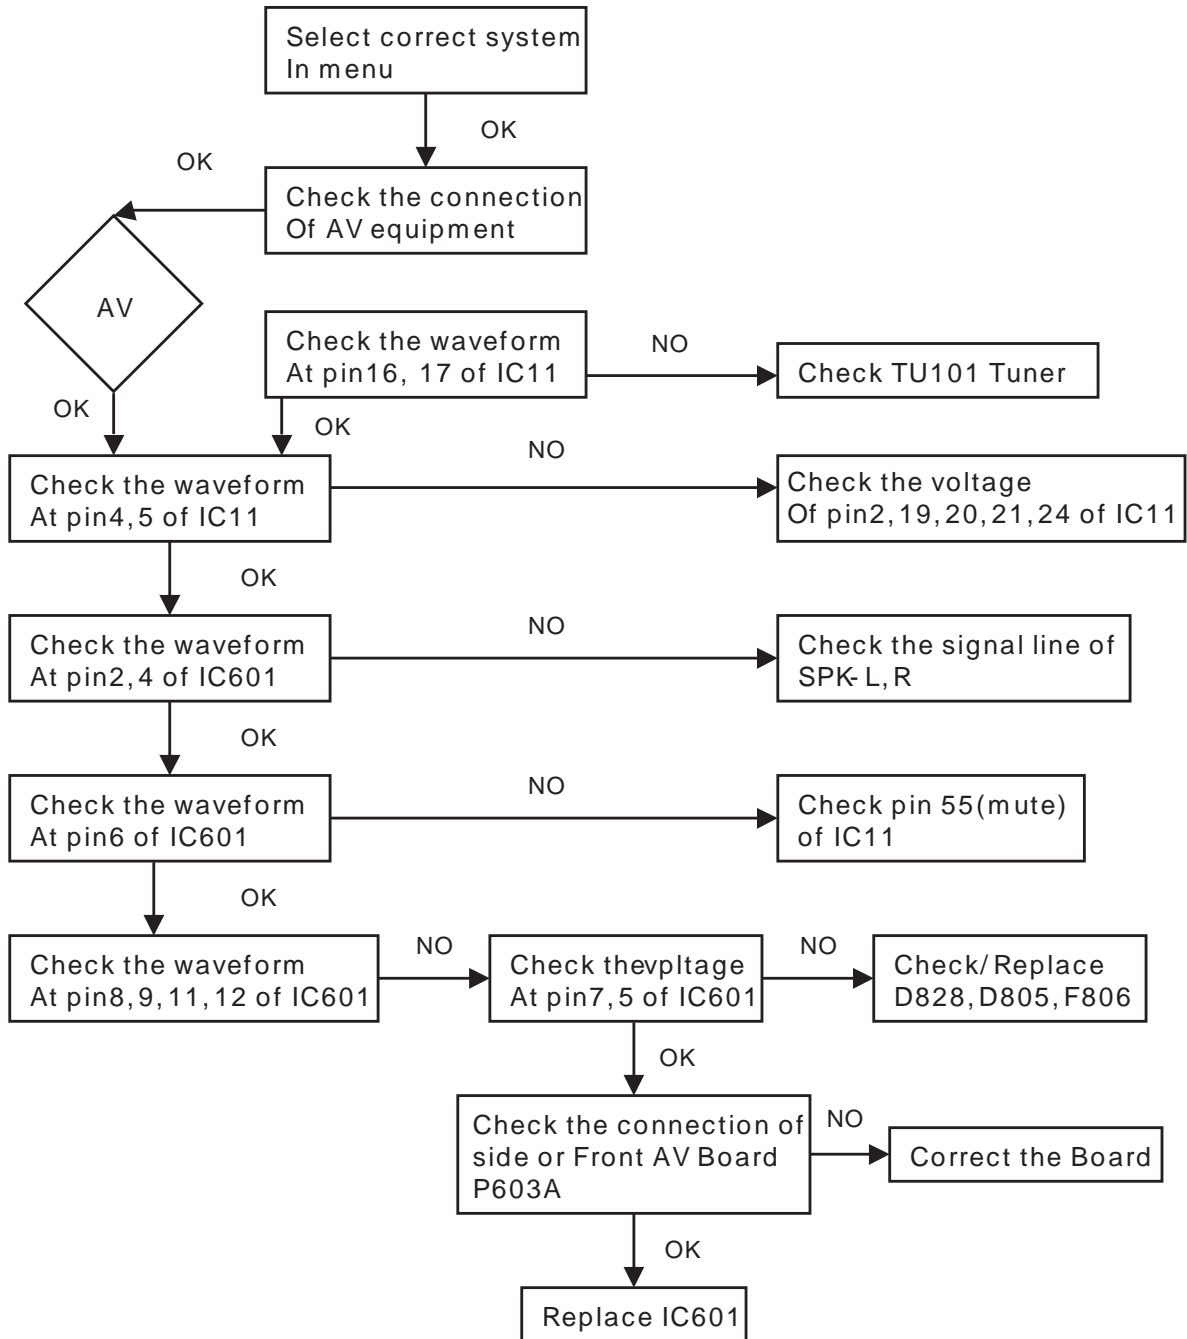 Select correct system
In menu
OK
OK
Check the connection
Of AV equipment
AV
Check the waveform
At pin16, 17 of IC11
NO
Check TU101 Tuner
OK
OK
Check the waveform
At pin4,5 of IC11
NO
Check the voltage
Of pin2,19,20,21,24 of IC11
OK
Check the waveform
At pin2,4 of IC601
NO
Check the signal line of
SPK-L,R
OK
Check the waveform
At pin6 of IC601
NO
Check pin 55(mute)
of IC11
OK
Check the waveform
At pin8,9,11,12 of IC601
NO
Check thevpltage
At pin7,5 of IC601
NO
Check/Replace
D828,D805,F806
OK
Check the connection of
side or Front AV Board
P603A
NO
Correct the Board
OK
Replace IC601